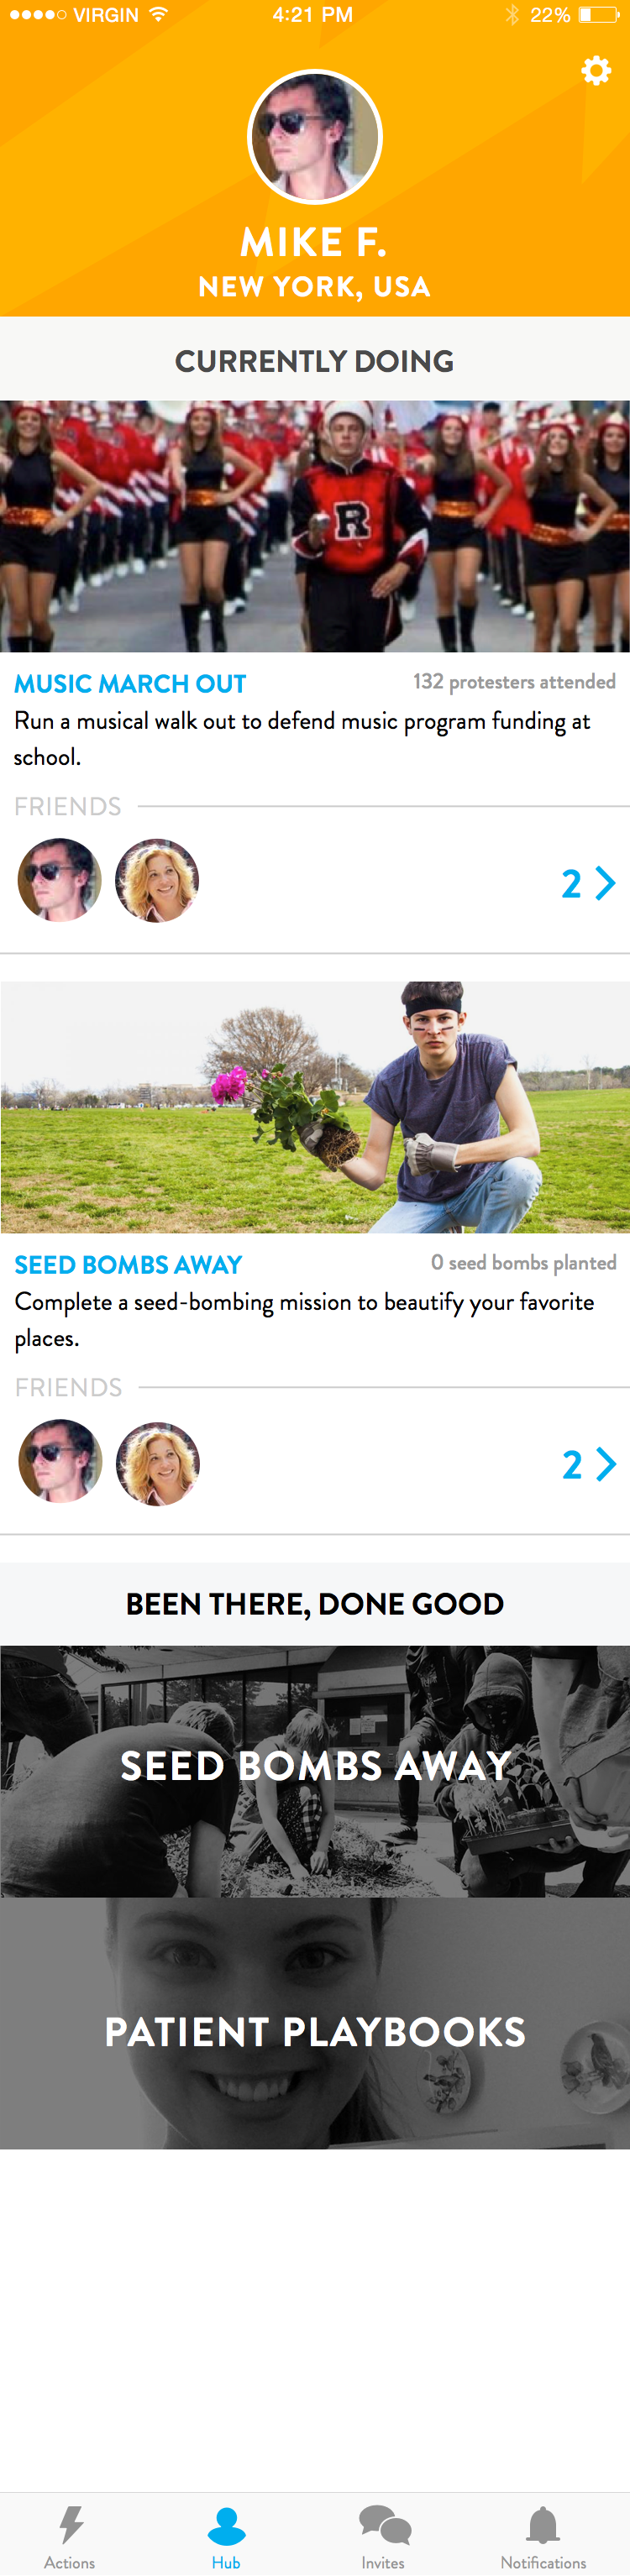 VIRGIN 4:21 PM 22%
MIKE F.
NEW YORK, USA
CURRENTLY DOING
R
MUSIC MARCH OUT 132 protesters attended
Run a musical walk out to defend music program funding at
school.
FRIENDS
2
SEED BOMBS AWAY 0 seed bombs planted
Complete a seed-bombing mission to beautify your favorite
places.
FRIENDS
2
BEEN THERE, DONE GOOD
SEED BOMBS AWAY
PATIENT PLAYBOOKS
Actions Hub Invites Notifications